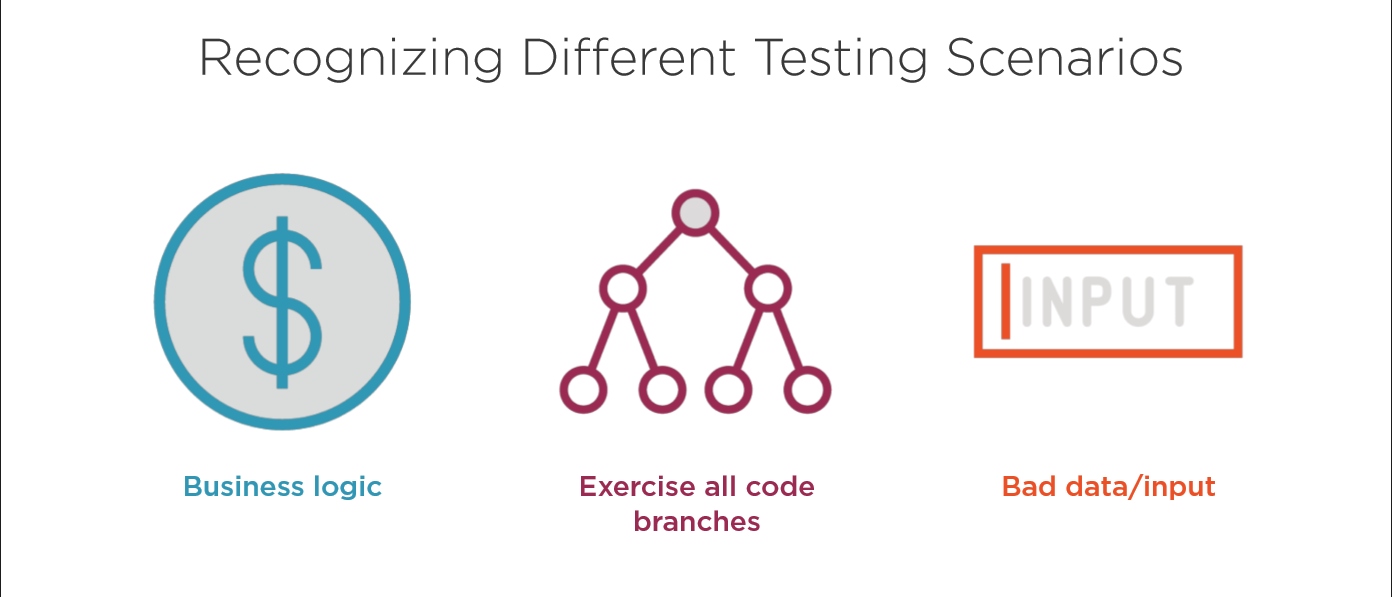 Recognizing Different Testing Scenarios
$
INPUT
Business logic
Exercise all code
branches
Bad data/input